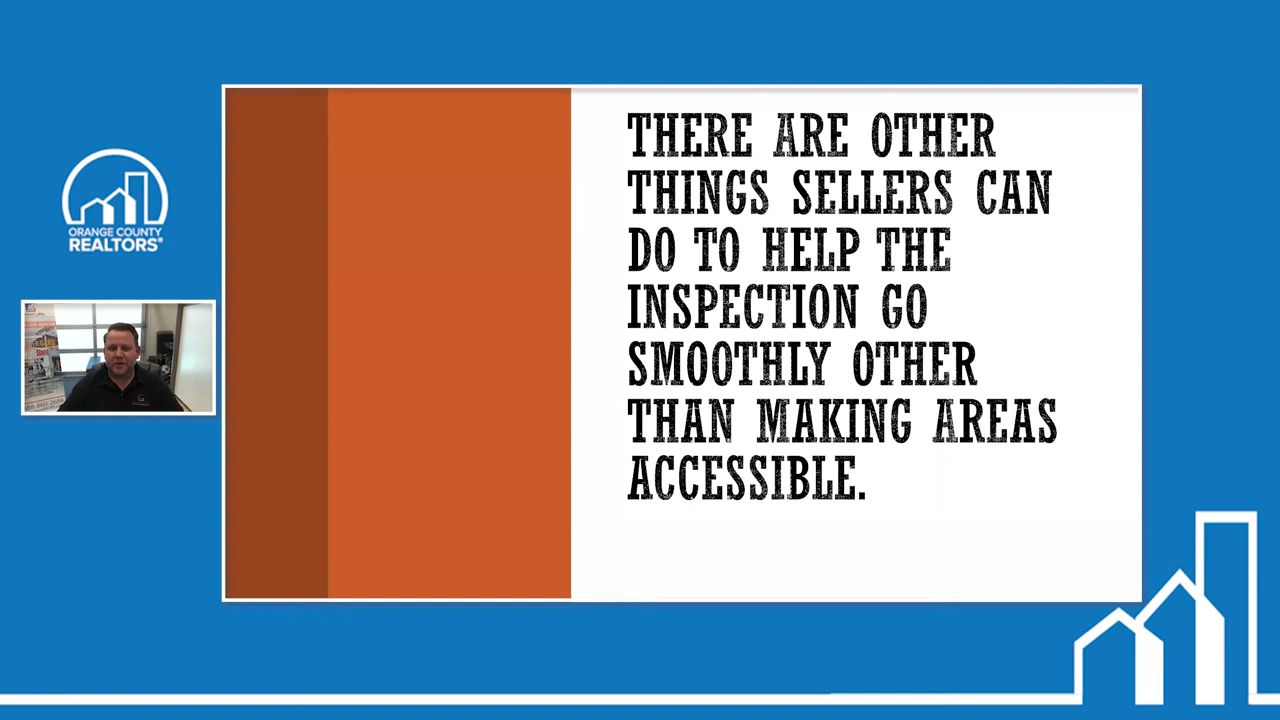 ORANGE COUNTY
REALTORS®
THERE ARE OTHER
THINGS SELLERS CAN
DO TO HELP THE
INSPECTION GO
SMOOTHLY OTHER
THAN MAKING AREAS
ACCESSIBLE.